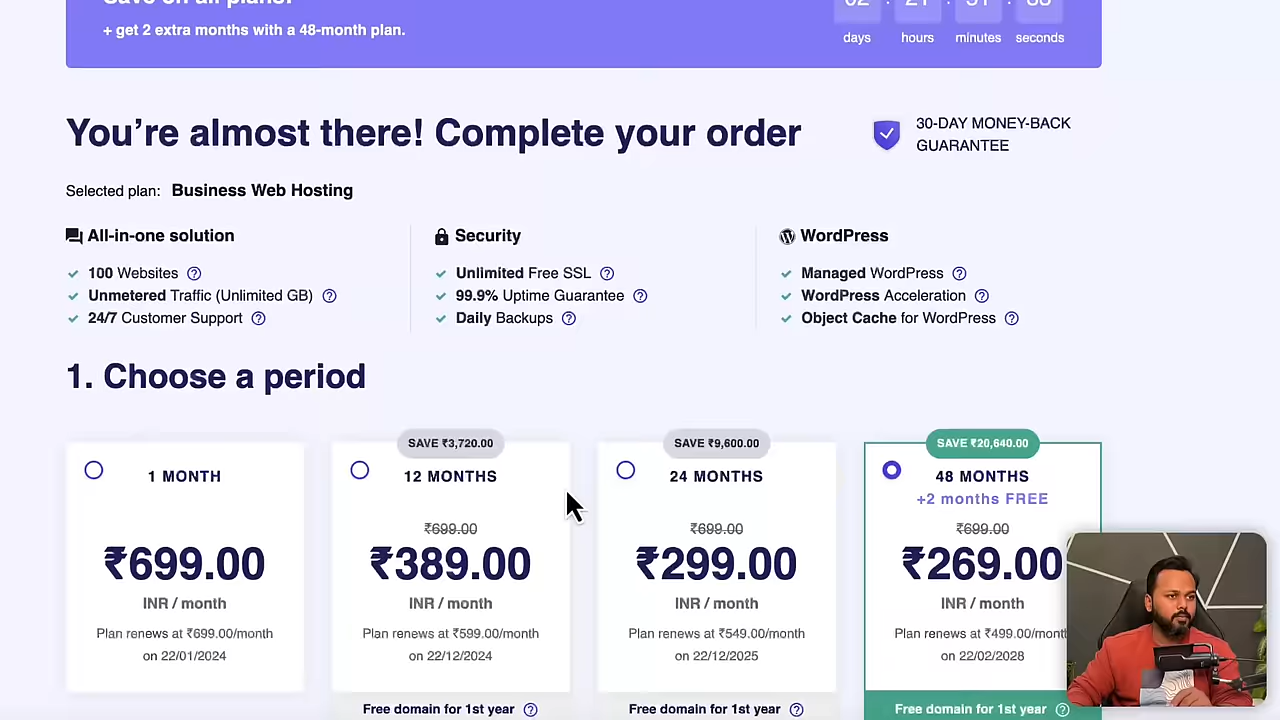 + get 2 extra months with a 48-month plan.
days hours minutes seconds
You're almost there! Complete your order
30-DAY MONEY-BACK
GUARANTEE
Selected plan: Business Web Hosting
All-in-one solution
100 Websites
Unmetered Traffic (Unlimited GB)
24/7 Customer Support
Security
Unlimited Free SSL
99.9% Uptime Guarantee
Daily Backups
WordPress
Managed WordPress
WordPress Acceleration
Object Cache for WordPress
1. Choose a period
1 MONTH
₹699.00
INR / month
Plan renews at ₹699.00/month
on 22/01/2024
SAVE ₹3,720.00
12 MONTHS
₹699.00
₹389.00
INR / month
Plan renews at ₹599.00/month
on 22/12/2024
Free domain for 1st year
SAVE ₹9,600.00
24 MONTHS
₹699.00
₹299.00
INR / month
Plan renews at ₹549.00/month
on 22/12/2025
Free domain for 1st year
SAVE ₹20,640.00
48 MONTHS
+2 months FREE
₹699.00
₹269.00
INR / month
Plan renews at ₹499.00/month
on 22/02/2028
Free domain for 1st year